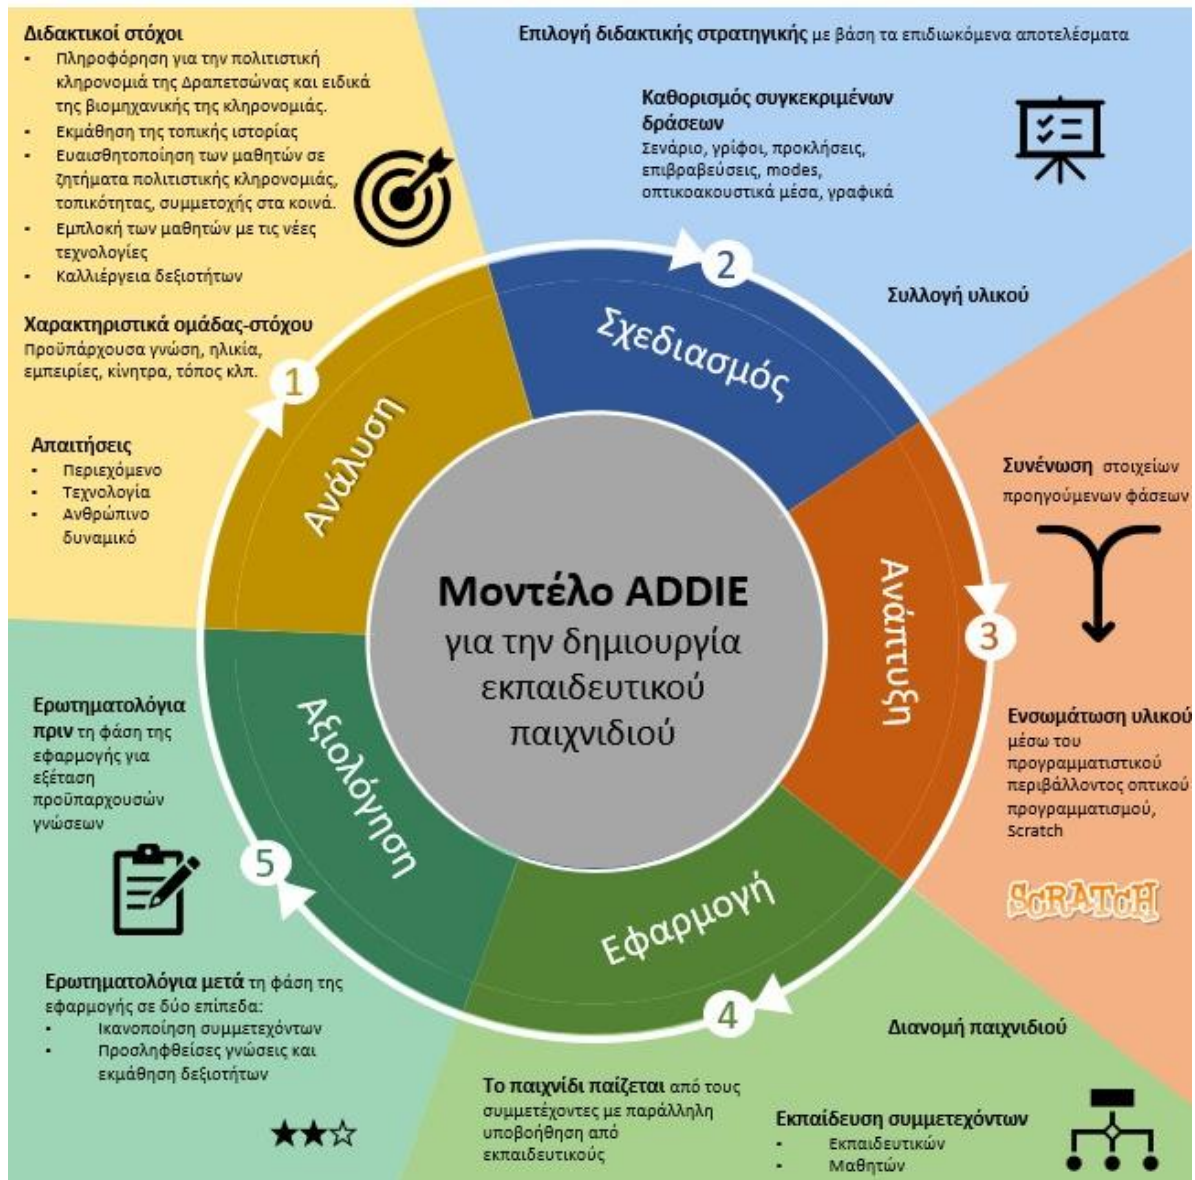 Διδακτικοί στόχοι
- Πληροφόρηση για την πολιτιστική
κληρονομιά της Δραπετσώνας και ειδικά
της βιομηχανικής της κληρονομιάς.
- Εκμάθηση της τοπικής ιστορίας
- Ευαισθητοποίηση των μαθητών σε
ζητήματα πολιτιστικής κληρονομιάς,
τοπικότητας, συμμετοχής στα κοινά.
- Εμπλοκή των μαθητών με τις νέες
τεχνολογίες
- Καλλιέργεια δεξιοτήτων
Χαρακτηριστικά ομάδας-στόχου
Προϋπάρχουσα γνώση, ηλικία,
εμπειρίες, κίνητρα, τόπος κλπ.
Απαιτήσεις
- Περιεχόμενο
- Τεχνολογία
- Ανθρώπινο
δυναμικό
1
Ανάλυση
Επιλογή διδακτικής στρατηγικής με βάση τα επιδιωκόμενα αποτελέσματα
Καθορισμός συγκεκριμένων
δράσεων
Σενάριο, γρίφοι, προκλήσεις,
επιβραβεύσεις, modes,
οπτικοακουστικά μέσα, γραφικά
Συλλογή υλικού
2
Σχεδιασμός
Συνένωση στοιχείων
προηγούμενων φάσεων
Ενσωμάτωση υλικού
μέσω του
προγραμματιστικού
περιβάλλοντος οπτικού
προγραμματισμού,
Scratch
SCRATCH
3
Ανάπτυξη
Μοντέλο ADDIE
για την δημιουργία
εκπαιδευτικού
παιχνιδιού
Διανομή παιχνιδιού
Εκπαίδευση συμμετεχόντων
- Εκπαιδευτικών
- Μαθητών
Το παιχνίδι παίζεται από τους
συμμετέχοντες με παράλληλη
υποβοήθηση από
εκπαιδευτικούς
4
Εφαρμογή
Ερωτηματολόγια
πριν τη φάση της
εφαρμογής για
εξέταση
προϋπαρχουσών
γνώσεων
Ερωτηματολόγια μετά τη φάση της
εφαρμογής σε δύο επίπεδα:
- Ικανοποίηση συμμετεχόντων
- Προσληφθείσες γνώσεις και
εκμάθηση δεξιοτήτων
5
Αξιολόγηση